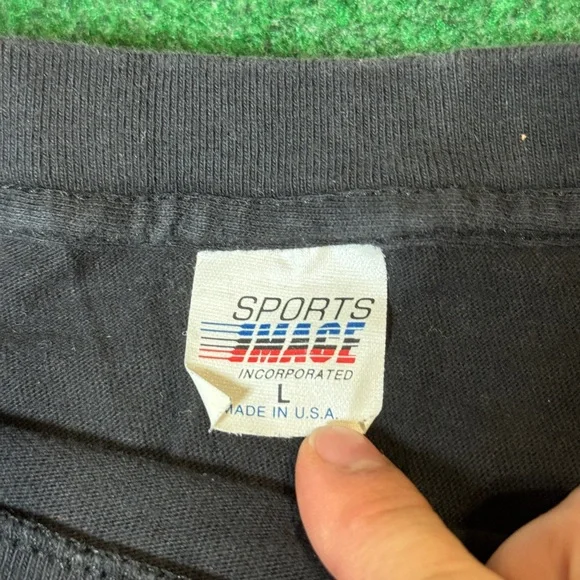 SPORTS
IMAGE
INCORPORATED
L
MADE IN U.S.A.